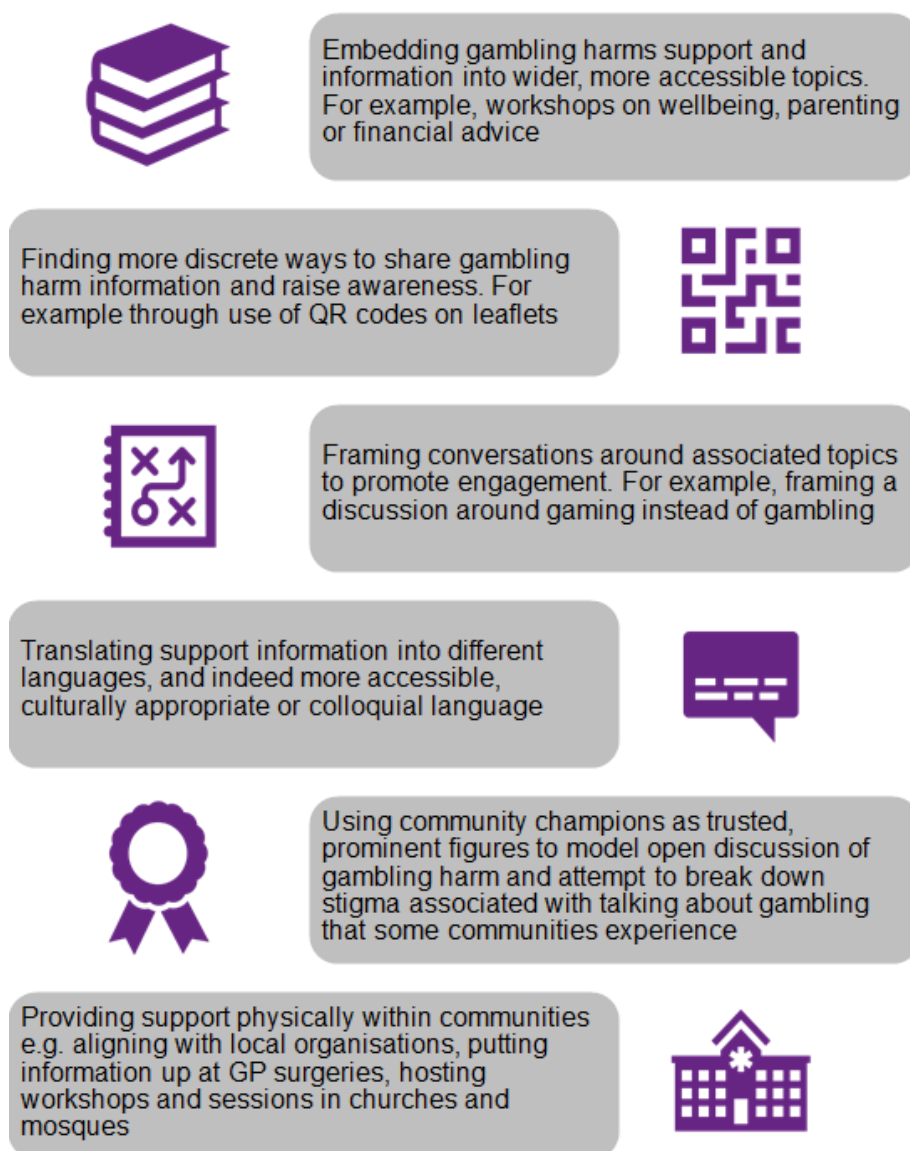 Embedding gambling harms support and
information into wider, more accessible topics.
For example, workshops on wellbeing, parenting
or financial advice
Finding more discrete ways to share gambling
harm information and raise awareness. For
example through use of QR codes on leaflets
Framing conversations around associated topics
to promote engagement. For example, framing a
discussion around gaming instead of gambling
Translating support information into different
languages, and indeed more accessible,
culturally appropriate or colloquial language
Using community champions as trusted,
prominent figures to model open discussion of
gambling harm and attempt to break down
stigma associated with talking about gambling
that some communities experience
Providing support physically within communities
e.g. aligning with local organisations, putting
information up at GP surgeries, hosting
workshops and sessions in churches and
mosques